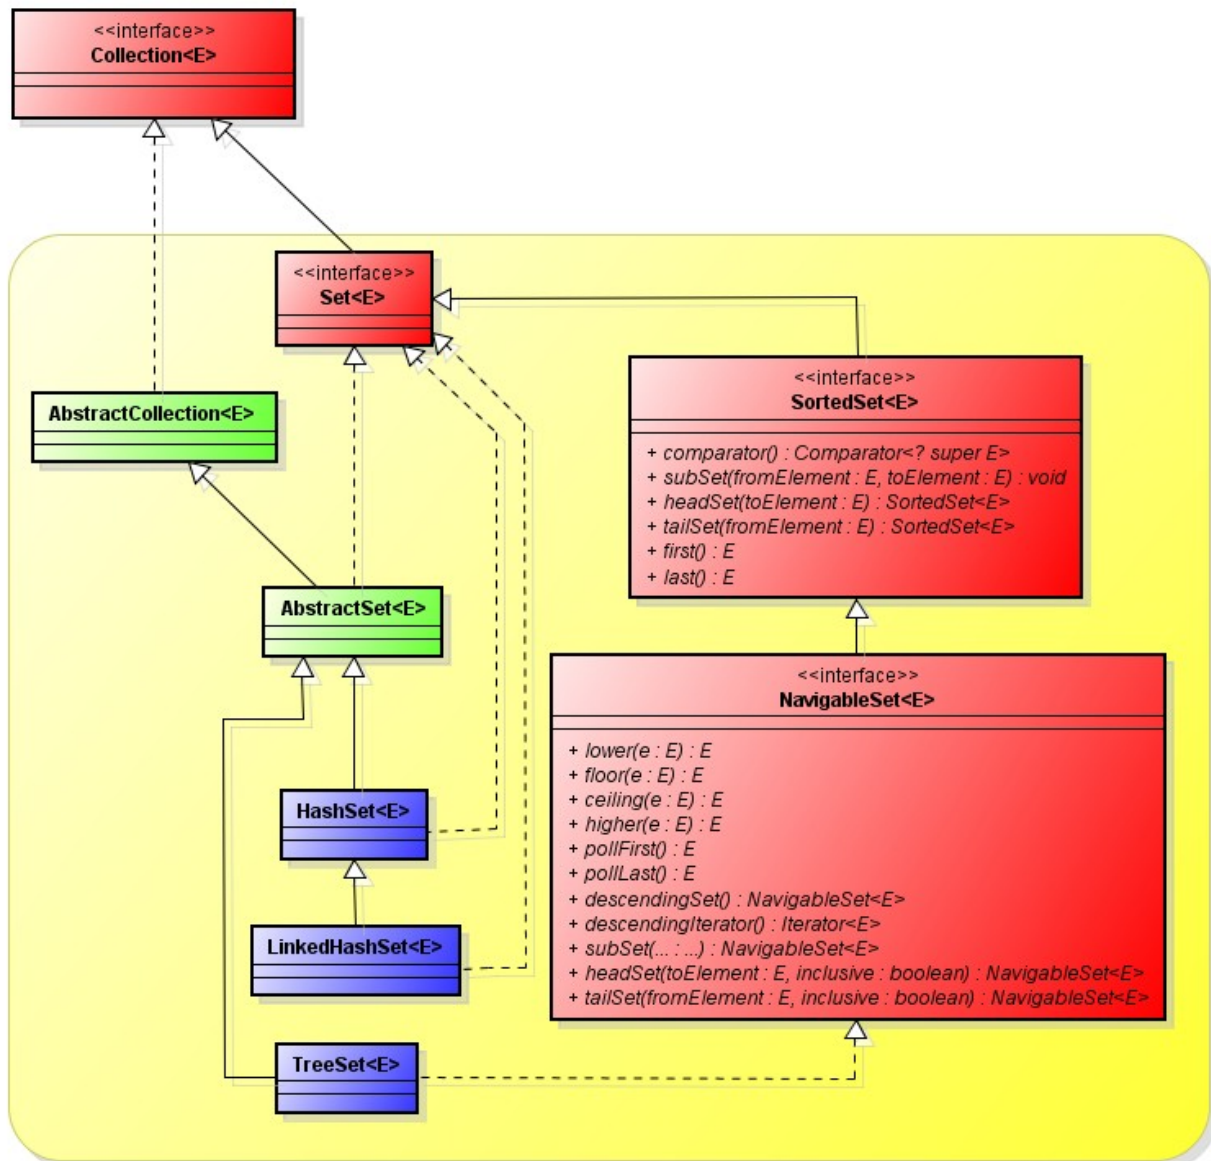 <<interface>>
Collection<E>
<<interface>>
Set<E>
<<interface>>
SortedSet<E>
+ comparator() : Comparator<? super E>
+ subSet(fromElement : E, toElement : E) : void
+ headSet(toElement : E) : SortedSet<E>
+ tailSet(fromElement : E) : SortedSet<E>
+ first() : E
+ last() : E
AbstractCollection<E>
AbstractSet<E>
<<interface>>
NavigableSet<E>
+ lower(e : E) : E
+ floor(e : E) : E
+ ceiling(e : E) : E
+ higher(e : E) : E
+ pollFirst() : E
+ pollLast() : E
+ descendingSet() : NavigableSet<E>
+ descendingIterator() : Iterator<E>
+ subSet(... : ...) : NavigableSet<E>
+ headSet(toElement : E, inclusive : boolean) : NavigableSet<E>
+ tailSet(fromElement : E, inclusive : boolean) : NavigableSet<E>
HashSet<E>
LinkedHashSet<E>
TreeSet<E>